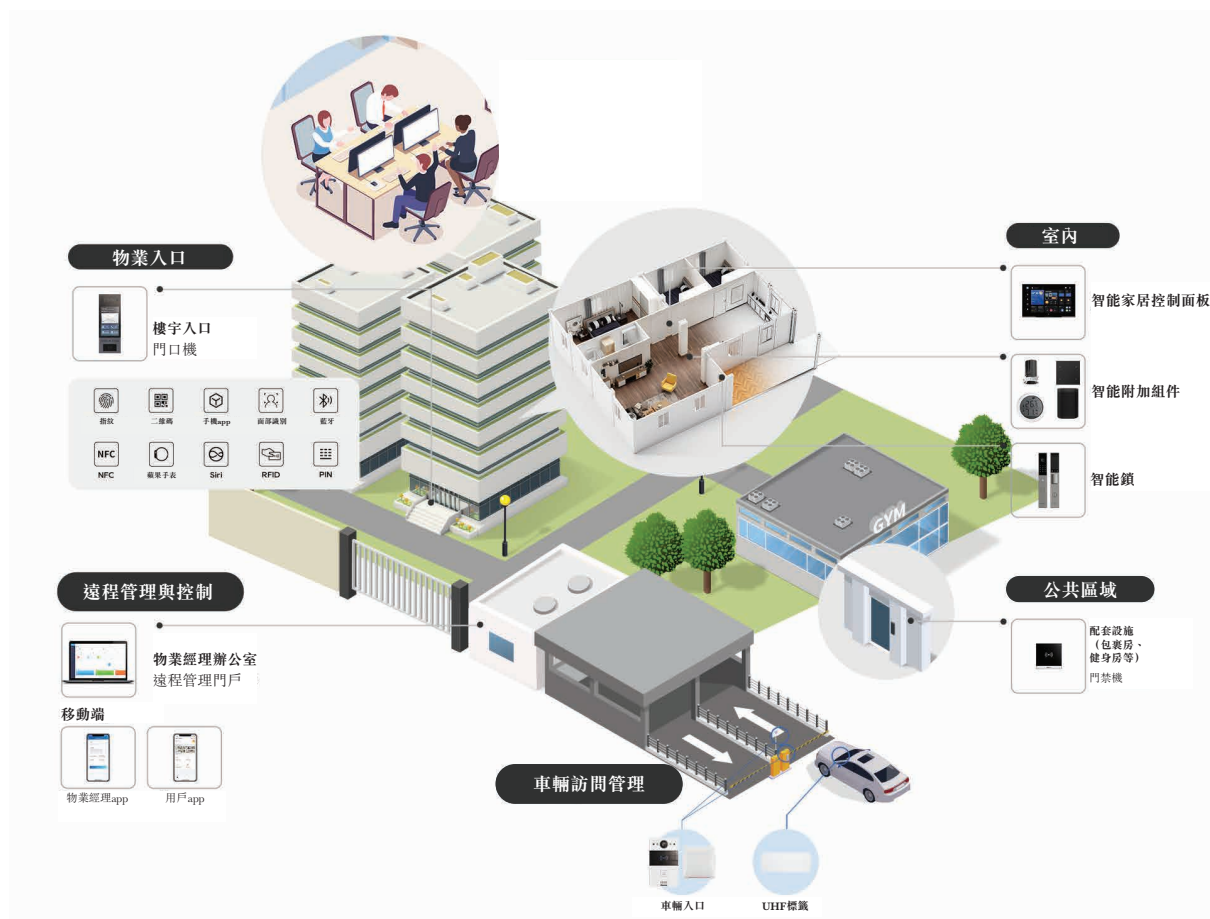 物業入口
樓宇入口
門口機
指紋
二維碼
手機app
面部識別
藍牙
NFC
NFC
蘋果手表
Siri
RFID
PIN
遠程管理與控制
物業經理辦公室
遠程管理門戶
移動端
物業經理app
用戶app
車輛訪問管理
車輛入口
UHF標籤
GYM
室內
智能家居控制面板
智能附加組件
智能鎖
公共區域
配套設施
（包裹房、
健身房等）
門禁機